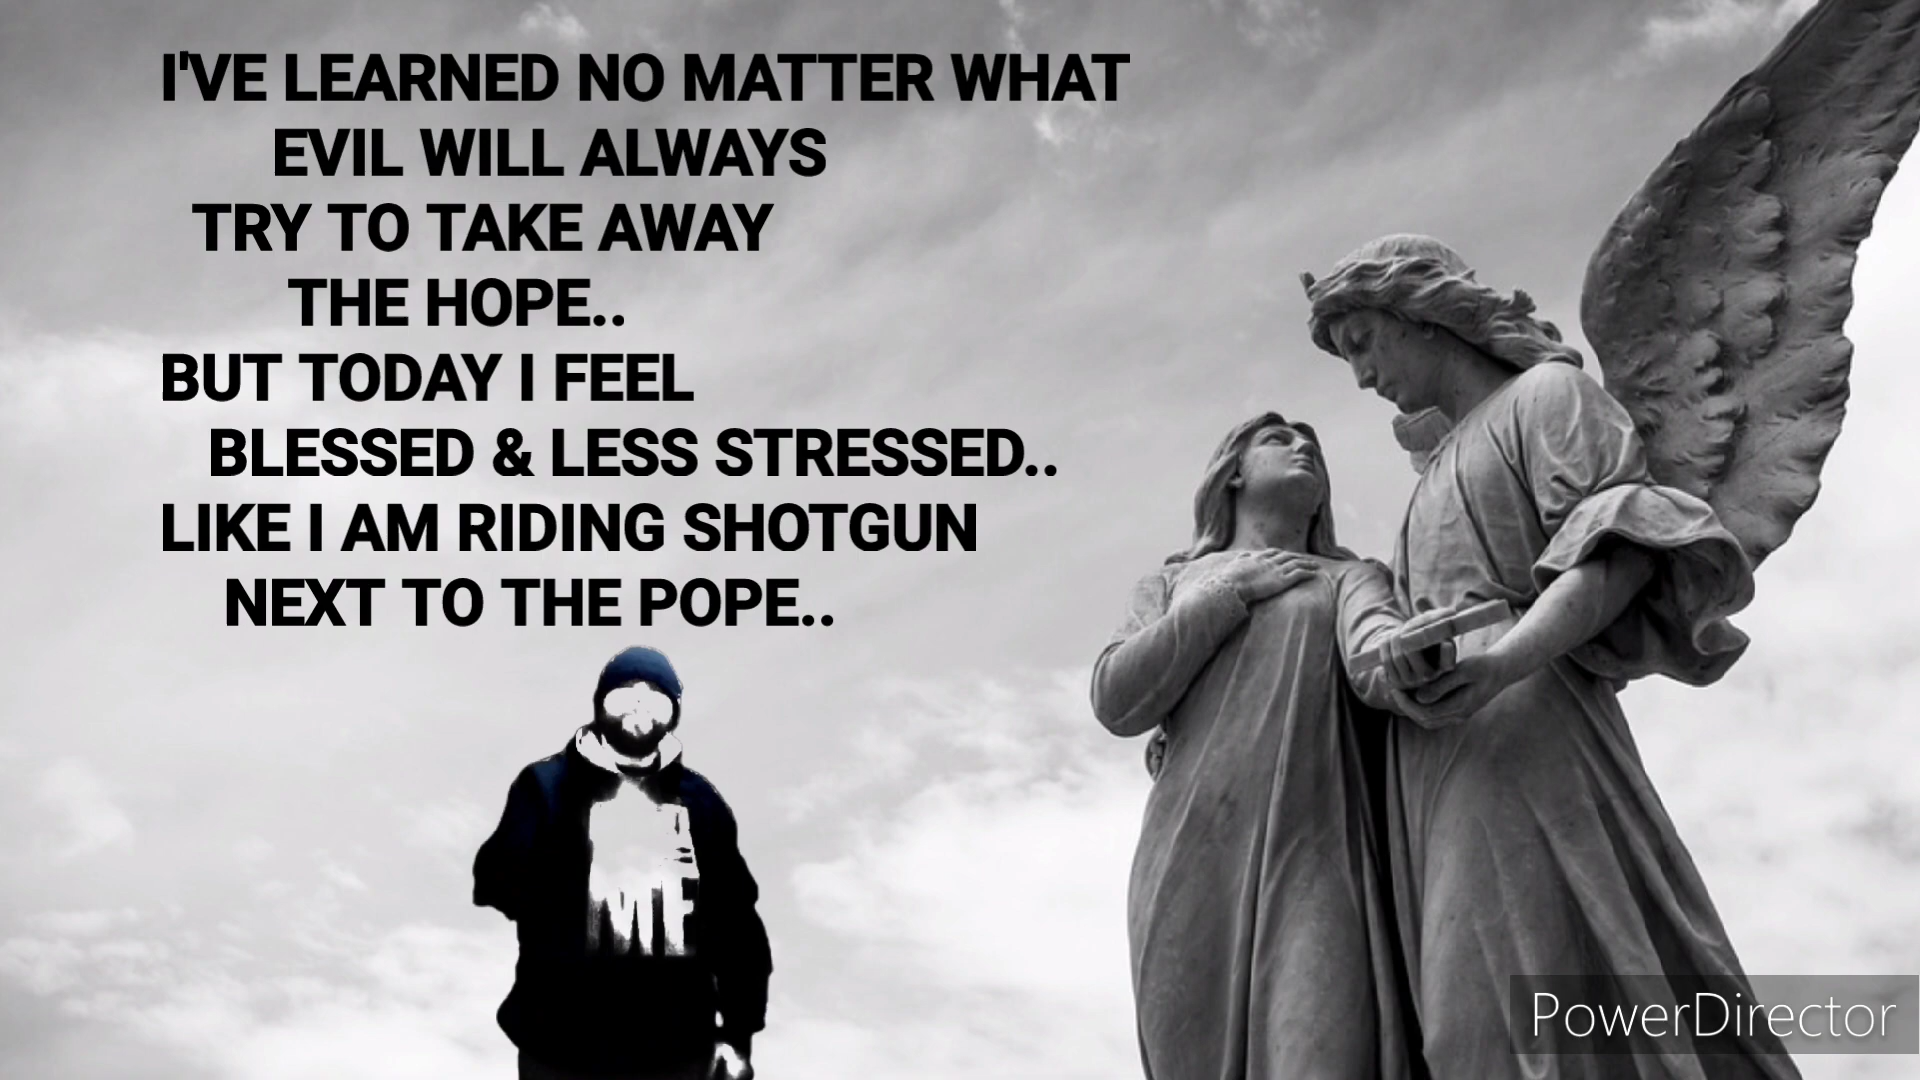 I'VE LEARNED NO MATTER WHAT
EVIL WILL ALWAYS
TRY TO TAKE AWAY
THE HOPE..
BUT TODAY I FEEL
BLESSED & LESS STRESSED..
LIKE I AM RIDING SHOTGUN
NEXT TO THE POPE..
PowerDirector